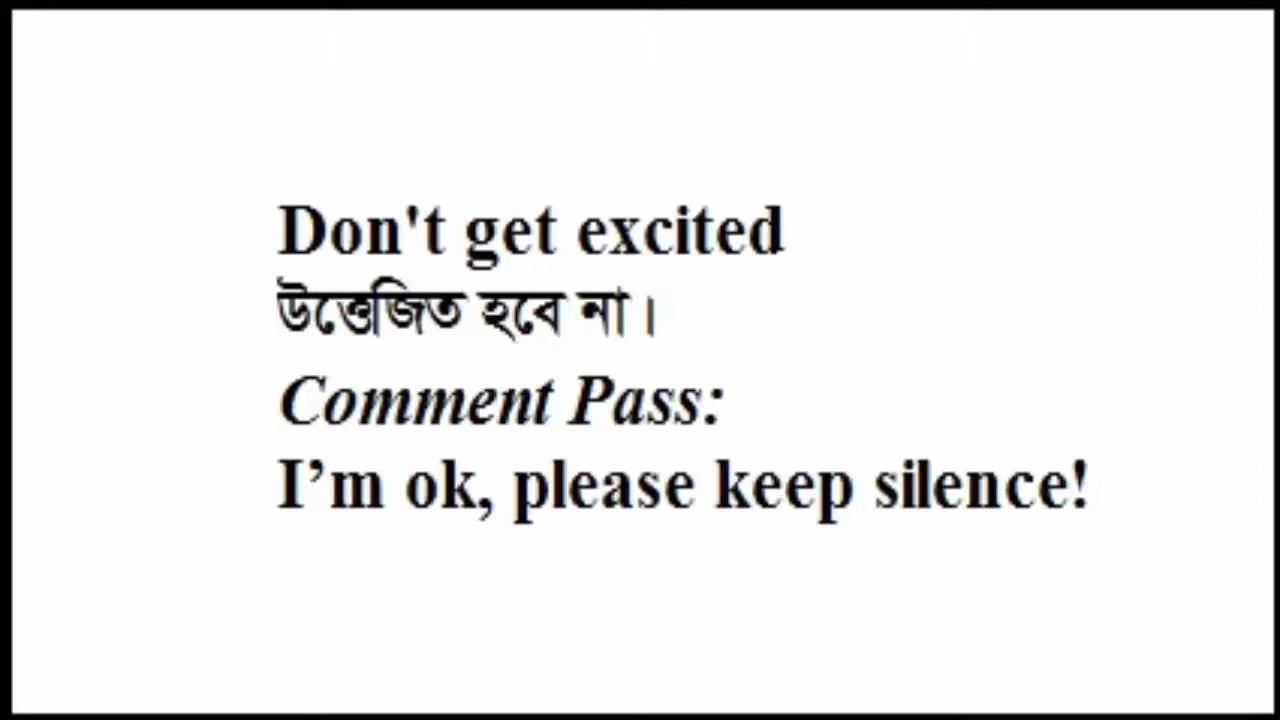 Don't get excited
উত্তেজিত হবে না।
Comment Pass:
I’m ok, please keep silence!